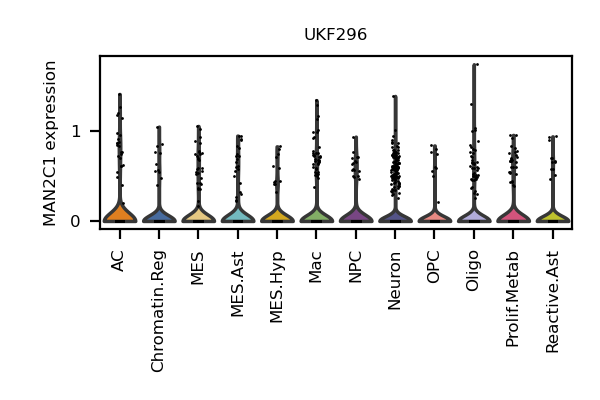 UKF296
MAN2C1 expression
1
0
AC
Chromatin.Reg
MES
MES.Ast
MES.Hyp
Mac
NPC
Neuron
OPC
Oligo
Prolif.Metab
Reactive.Ast